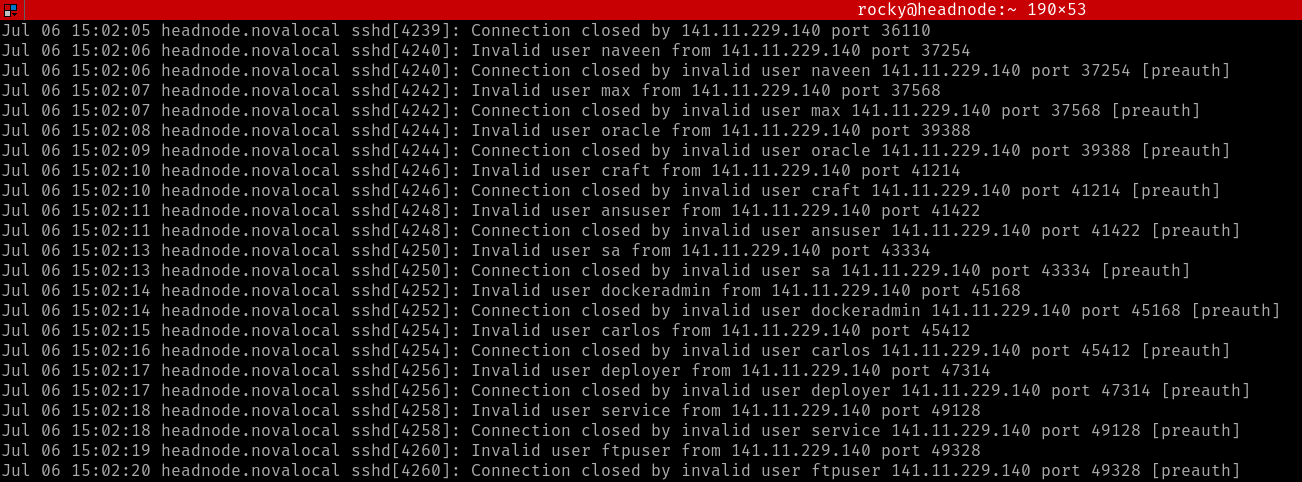 rocky@headnode:~ 190×53
Jul 06 15:02:05 headnode.novalocal sshd[4239]: Connection closed by 141.11.229.140 port 36110
Jul 06 15:02:06 headnode.novalocal sshd[4240]: Invalid user naveen from 141.11.229.140 port 37254
Jul 06 15:02:06 headnode.novalocal sshd[4240]: Connection closed by invalid user naveen 141.11.229.140 port 37254 [preauth]
Jul 06 15:02:07 headnode.novalocal sshd[4242]: Invalid user max from 141.11.229.140 port 37568
Jul 06 15:02:07 headnode.novalocal sshd[4242]: Connection closed by invalid user max 141.11.229.140 port 37568 [preauth]
Jul 06 15:02:08 headnode.novalocal sshd[4244]: Invalid user oracle from 141.11.229.140 port 39388
Jul 06 15:02:09 headnode.novalocal sshd[4244]: Connection closed by invalid user oracle 141.11.229.140 port 39388 [preauth]
Jul 06 15:02:10 headnode.novalocal sshd[4246]: Invalid user craft from 141.11.229.140 port 41214
Jul 06 15:02:10 headnode.novalocal sshd[4246]: Connection closed by invalid user craft 141.11.229.140 port 41214 [preauth]
Jul 06 15:02:11 headnode.novalocal sshd[4248]: Invalid user ansuser from 141.11.229.140 port 41422
Jul 06 15:02:11 headnode.novalocal sshd[4248]: Connection closed by invalid user ansuser 141.11.229.140 port 41422 [preauth]
Jul 06 15:02:13 headnode.novalocal sshd[4250]: Invalid user sa from 141.11.229.140 port 43334
Jul 06 15:02:13 headnode.novalocal sshd[4250]: Connection closed by invalid user sa 141.11.229.140 port 43334 [preauth]
Jul 06 15:02:14 headnode.novalocal sshd[4252]: Invalid user dockeradmin from 141.11.229.140 port 45168
Jul 06 15:02:14 headnode.novalocal sshd[4252]: Connection closed by invalid user dockeradmin 141.11.229.140 port 45168 [preauth]
Jul 06 15:02:15 headnode.novalocal sshd[4254]: Invalid user carlos from 141.11.229.140 port 45412
Jul 06 15:02:16 headnode.novalocal sshd[4254]: Connection closed by invalid user carlos 141.11.229.140 port 45412 [preauth]
Jul 06 15:02:17 headnode.novalocal sshd[4256]: Invalid user deployer from 141.11.229.140 port 47314
Jul 06 15:02:17 headnode.novalocal sshd[4256]: Connection closed by invalid user deployer 141.11.229.140 port 47314 [preauth]
Jul 06 15:02:18 headnode.novalocal sshd[4258]: Invalid user service from 141.11.229.140 port 49128
Jul 06 15:02:18 headnode.novalocal sshd[4258]: Connection closed by invalid user service 141.11.229.140 port 49128 [preauth]
Jul 06 15:02:19 headnode.novalocal sshd[4260]: Invalid user ftpuser from 141.11.229.140 port 49328
Jul 06 15:02:20 headnode.novalocal sshd[4260]: Connection closed by invalid user ftpuser 141.11.229.140 port 49328 [preauth]